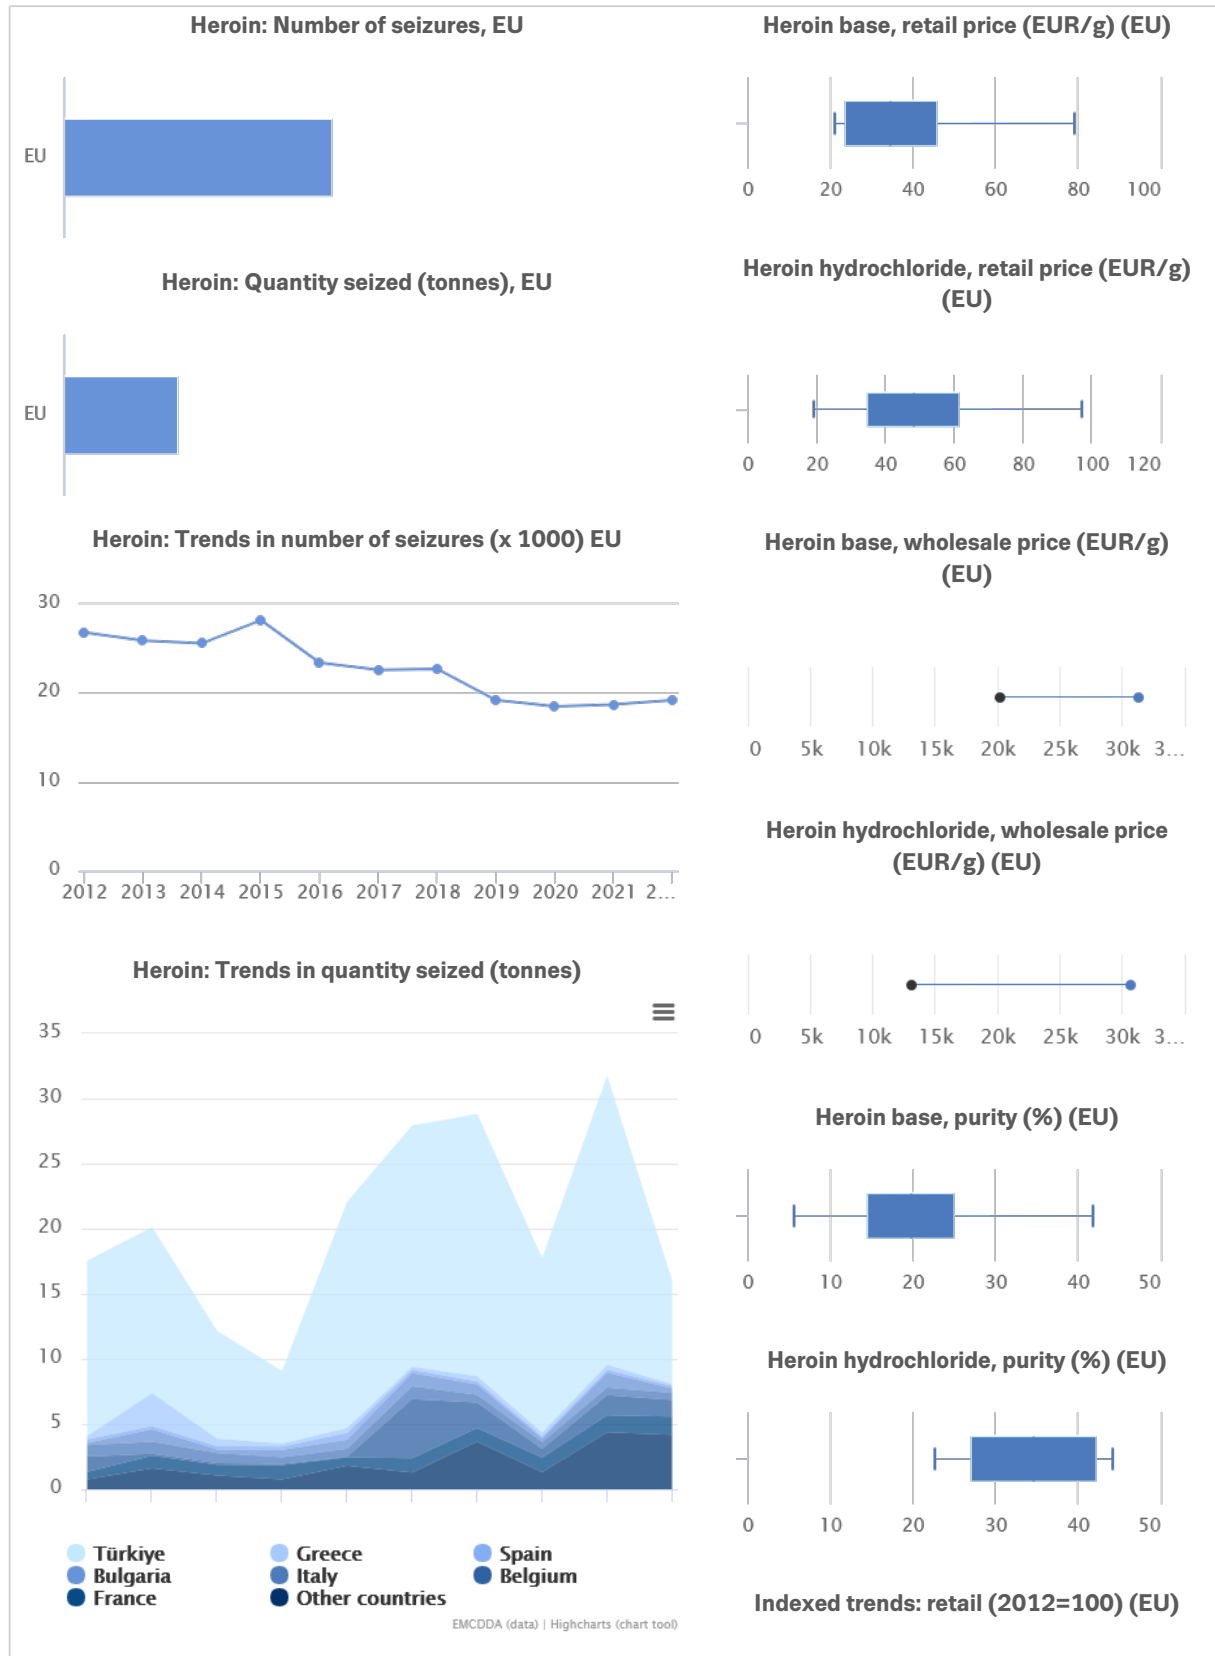 Heroin: Number of seizures, EU
EU
Heroin: Quantity seized (tonnes), EU
EU
Heroin: Trends in number of seizures (x 1000) EU
30
20
10
0
2012 2013 2014 2015 2016 2017 2018 2019 2020 2021 2...
Heroin: Trends in quantity seized (tonnes)
35
30
25
20
15
10
5
0
Türkiye Greece Spain
Bulgaria Italy Belgium
France Other countries
EMCDDA (data) | Highcharts (chart tool)
Heroin base, retail price (EUR/g) (EU)
0 20 40 60 80 100
Heroin hydrochloride, retail price (EUR/g)
(EU)
0 20 40 60 80 100 120
Heroin base, wholesale price (EUR/g)
(EU)
0 5k 10k 15k 20k 25k 30k 3...
Heroin hydrochloride, wholesale price
(EUR/g) (EU)
0 5k 10k 15k 20k 25k 30k 3...
Heroin base, purity (%) (EU)
0 10 20 30 40 50
Heroin hydrochloride, purity (%) (EU)
0 10 20 30 40 50
Indexed trends: retail (2012=100) (EU)